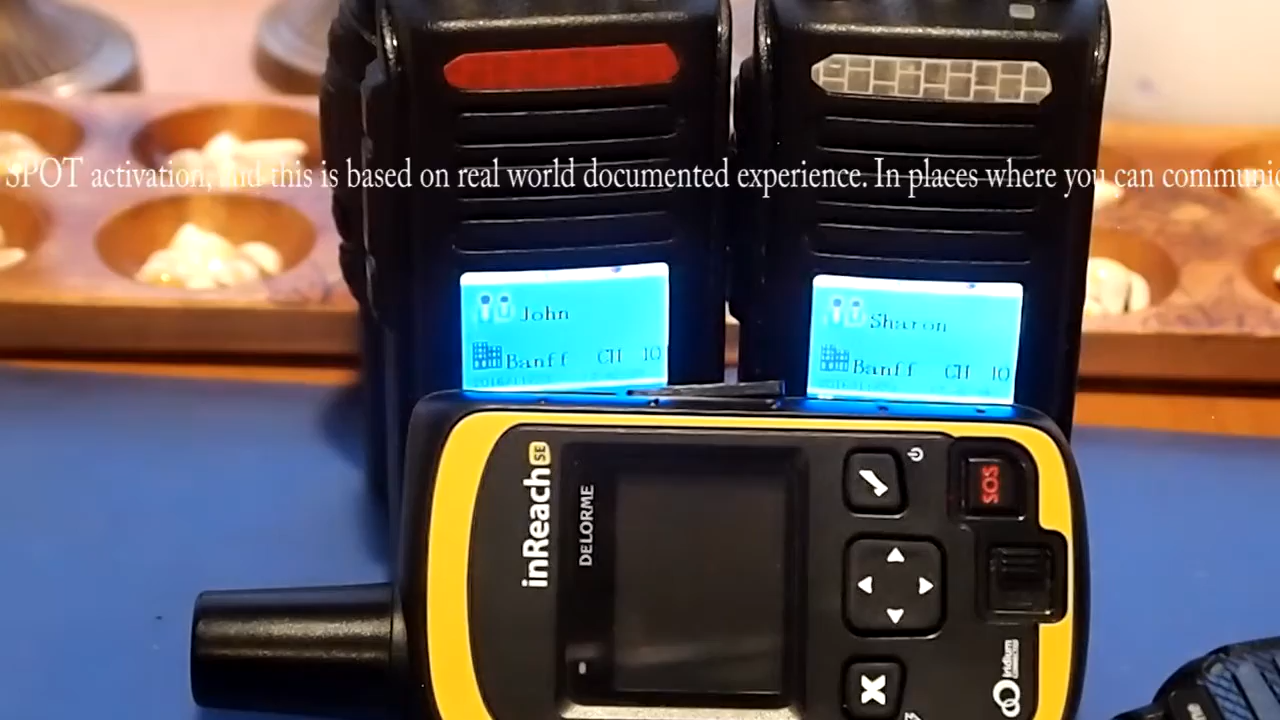 SPOT activation, and this is based on real world documented experience. In places where you can
John
Banff CH 10
Sharon
Banff CH 10
inReach SE
DELORME
SOS
iridium